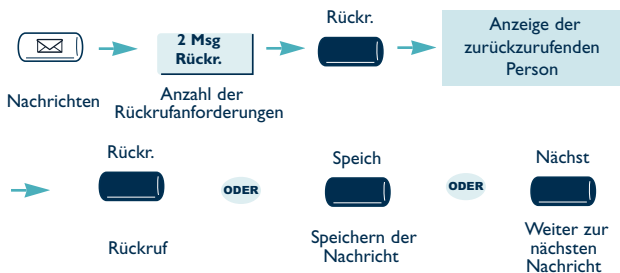 Rückr.
Anzeige der
zurückzurufenden
Person
2 Msg
Rückr.
Nachrichten
Anzahl der
Rückrufanforderungen
Rückr.
ODER
Speich
ODER
Nächst
Rückruf
Speichern der
Nachricht
Weiter zur
nächsten
Nachricht